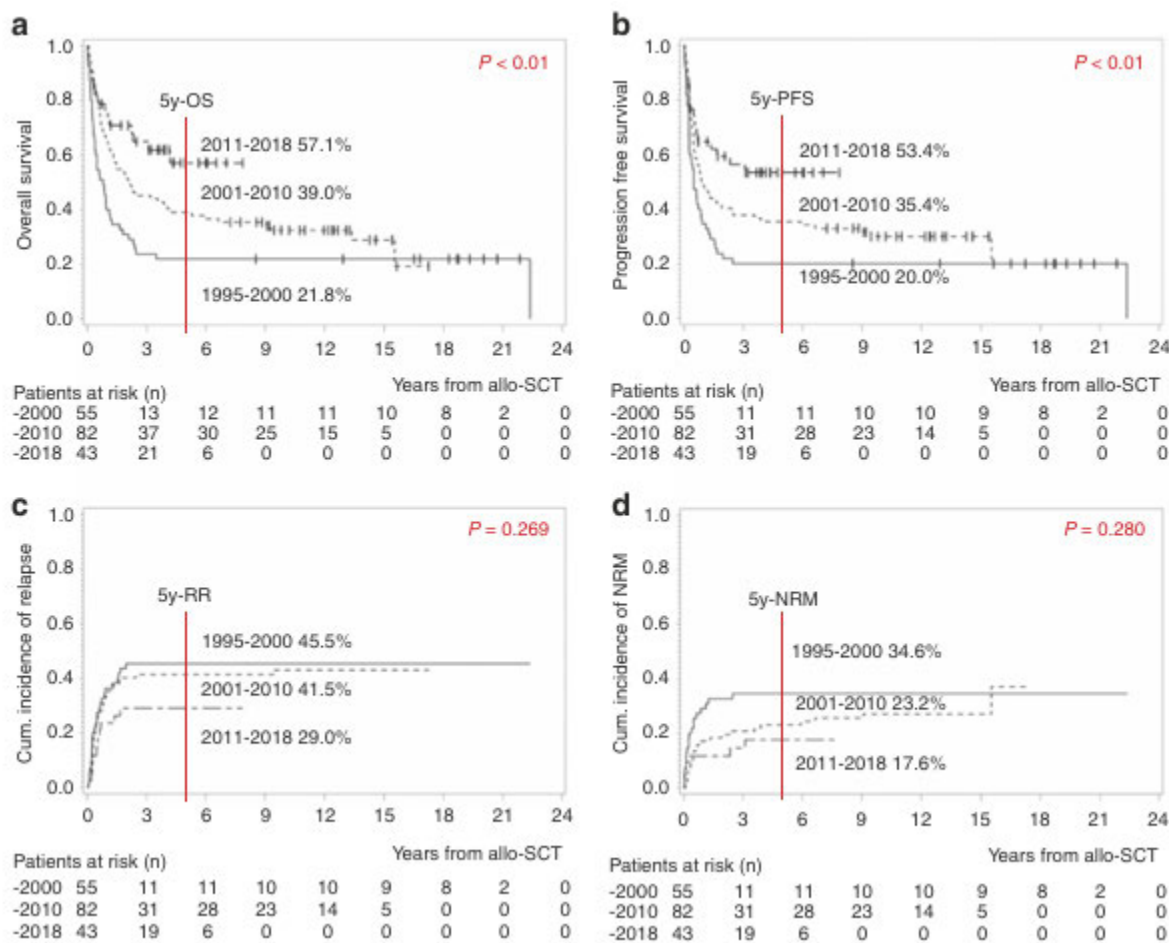 a
P < 0.01
Overall survival
1.0
0.8
0.6
0.4
0.2
0.0
5y-OS
2011-2018 57.1%
2001-2010 39.0%
1995-2000 21.8%
0 3 6 9 12 15 18 21 24
Years from allo-SCT
Patients at risk (n)
-2000 55 13 12 11 11 10 8 2 0
-2010 82 37 30 25 15 5 0 0 0
-2018 43 21 6 0 0 0 0 0 0
b
P < 0.01
Progression free survival
1.0
0.8
0.6
0.4
0.2
0.0
5y-PFS
2011-2018 53.4%
2001-2010 35.4%
1995-2000 20.0%
0 3 6 9 12 15 18 21 24
Years from allo-SCT
Patients at risk (n)
-2000 55 11 11 10 10 9 8 2 0
-2010 82 31 28 23 14 5 0 0 0
-2018 43 19 6 0 0 0 0 0 0
c
P = 0.269
Cum. incidence of relapse
1.0
0.8
0.6
0.4
0.2
0.0
5y-RR
1995-2000 45.5%
2001-2010 41.5%
2011-2018 29.0%
0 3 6 9 12 15 18 21 24
Years from allo-SCT
Patients at risk (n)
-2000 55 11 11 10 10 9 8 2 0
-2010 82 31 28 23 14 5 0 0 0
-2018 43 19 6 0 0 0 0 0 0
d
P = 0.280
Cum. incidence of NRM
1.0
0.8
0.6
0.4
0.2
0.0
5y-NRM
1995-2000 34.6%
2001-2010 23.2%
2011-2018 17.6%
0 3 6 9 12 15 18 21 24
Years from allo-SCT
Patients at risk (n)
-2000 55 11 11 10 10 9 8 2 0
-2010 82 31 28 23 14 5 0 0 0
-2018 43 19 6 0 0 0 0 0 0